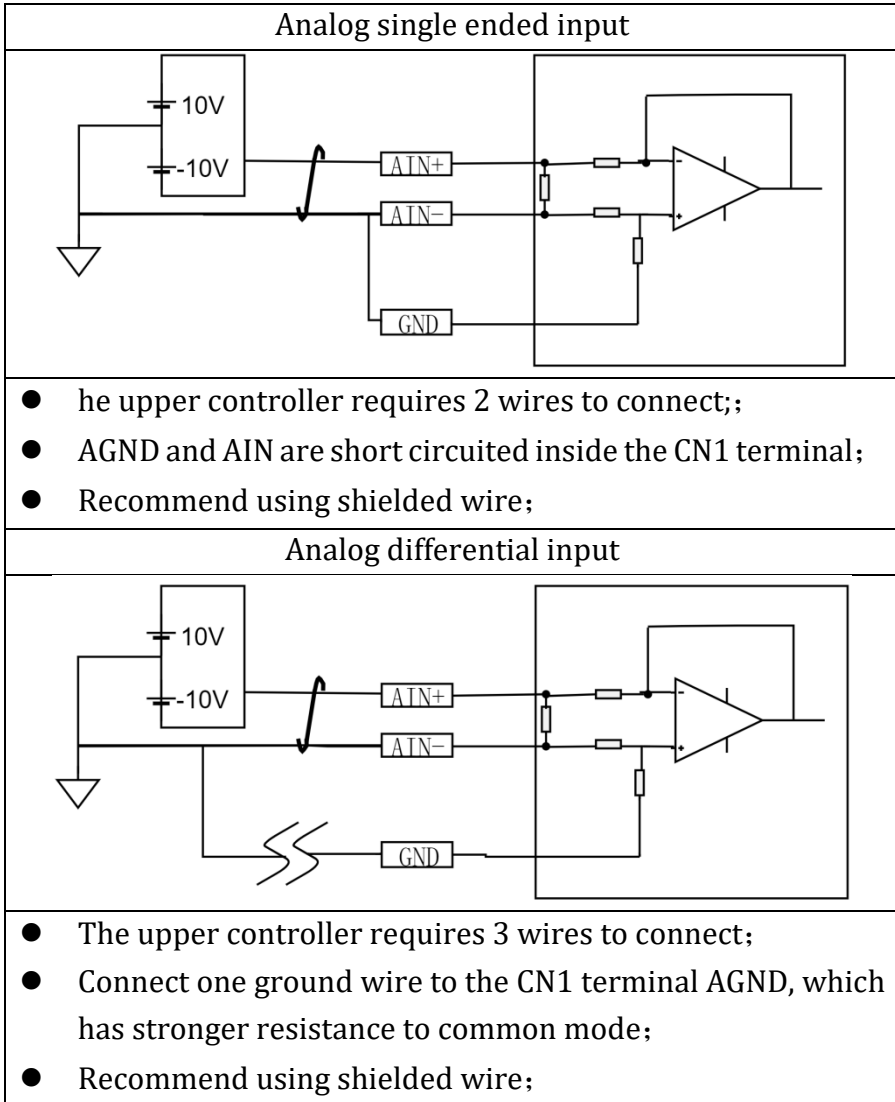 Analog single ended input
10V
-10V
AIN+
AIN-
GND
- +
● he upper controller requires 2 wires to connect;；
● AGND and AIN are short circuited inside the CN1 terminal；
● Recommend using shielded wire；
Analog differential input
10V
-10V
AIN+
AIN-
GND
- +
● The upper controller requires 3 wires to connect；
● Connect one ground wire to the CN1 terminal AGND, which
has stronger resistance to common mode；
● Recommend using shielded wire；